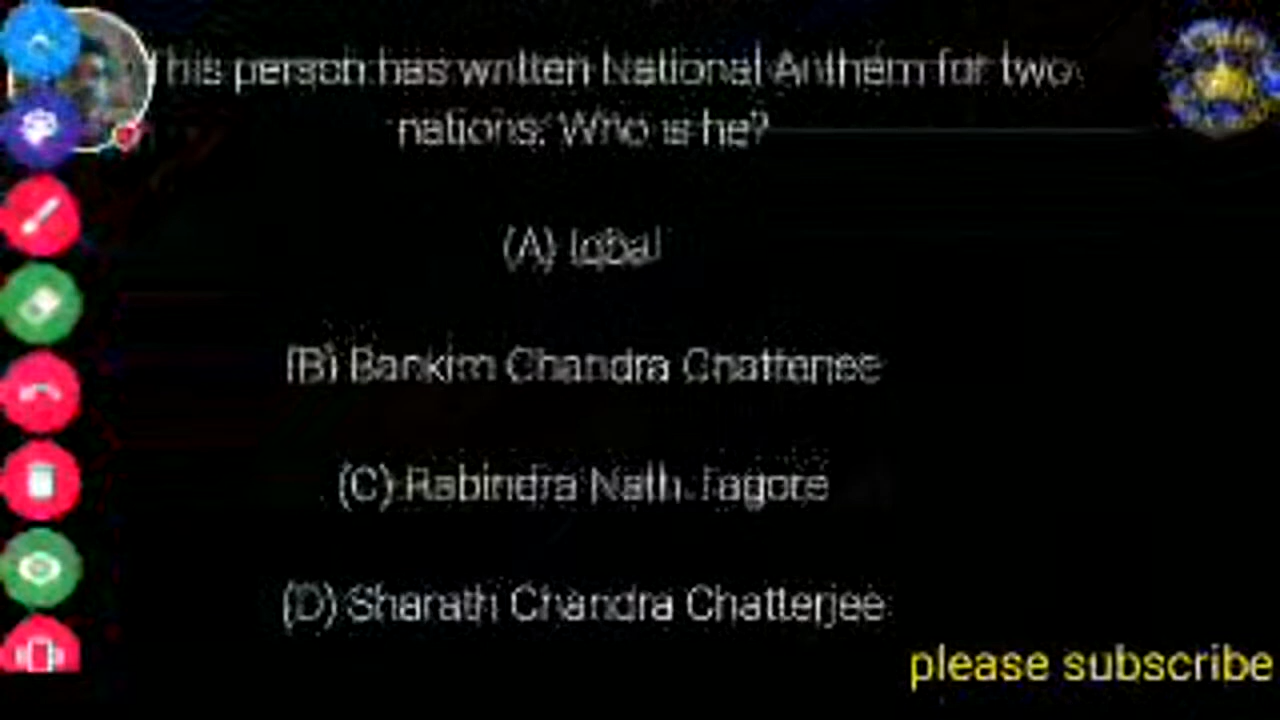 This person has written National Anthem for two
nations. Who is he?
(A) Iqbal
(B) Bankim Chandra Chatterjee
(C) Rabindra Nath Tagore
(D) Sharath Chandra Chatterjee
please subscribe